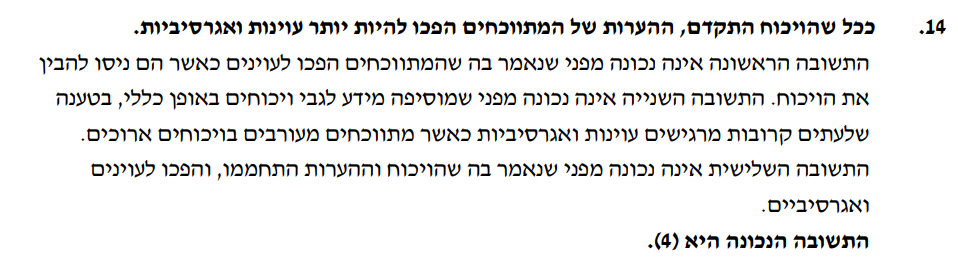 14. ככל שהויכוח התקדם, ההערות של המתווכחים הפכו להיות יותר עוינות ואגרסיביות.
התשובה הראשונה אינה נכונה מפני שנאמר בה שהמתווכחים הפכו לעוינים כאשר הם ניסו להבין
את הויכוח. התשובה השנייה אינה נכונה מפני שמוסיפה מידע לגבי ויכוחים באופן כללי, בטענה
שלעתים קרובות מרגישים עוינות ואגרסיביות כאשר מתווכחים מעורבים בויכוחים ארוכים.
התשובה השלישית אינה נכונה מפני שנאמר בה שהויכוח וההערות התחממו, והפכו לעוינים
ואגרסיביים.
התשובה הנכונה היא (4).